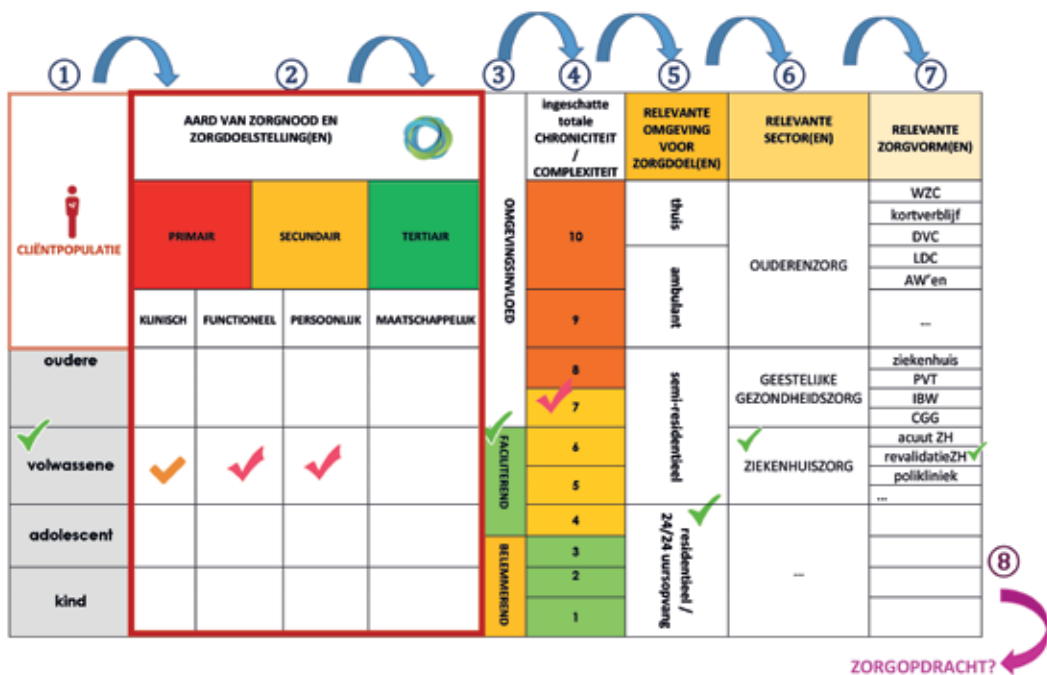 ①
②
③
④
⑤
⑥
⑦
AARD VAN ZORGNOOD EN
ZORGDOELSTELLING(EN)
ingeschatte
totale
CHRONICITEIT
/
COMPLEXITEIT
RELEVANTE
OMGEVING
VOOR
ZORGDOEL(EN)
RELEVANTE
SECTOR(EN)
RELEVANTE
ZORGVORM(EN)
CLIËNTPOPULATIE
PRIMAIR
SECUNDAIR
TERTIAIR
KLINISCH
FUNCTIONEEL
PERSOONLIJK
MAATSCHAPPELIJK
oudere
volwassene
adolescent
kind
OMGEVINGSINVLOED
FACILITEREND
BELEMMEREND
10
9
8
7
6
5
4
3
2
1
thuis
ambulant
semi-residentieel
residentieel /
24/24 uursopvang
OUDERENZORG
GEESTELIJKE
GEZONDHEIDSZORG
ZIEKENHUISZORG
...
WZC
kortverblijf
DVC
LDC
AW'en
...
ziekenhuis
PVT
IBW
CGG
acuut ZH
revalidatieZH
polikliniek
...
⑧
ZORGOPDRACHT?